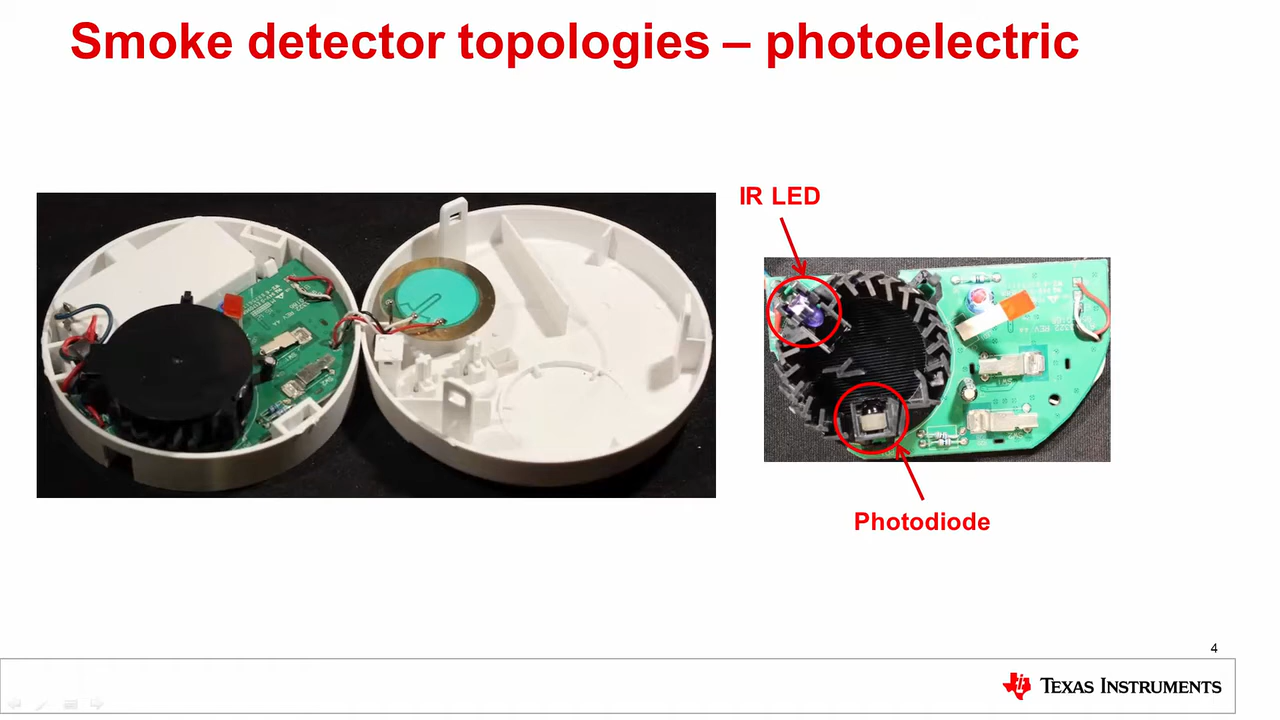 Smoke detector topologies – photoelectric
IR LED
Photodiode
4
TEXAS INSTRUMENTS